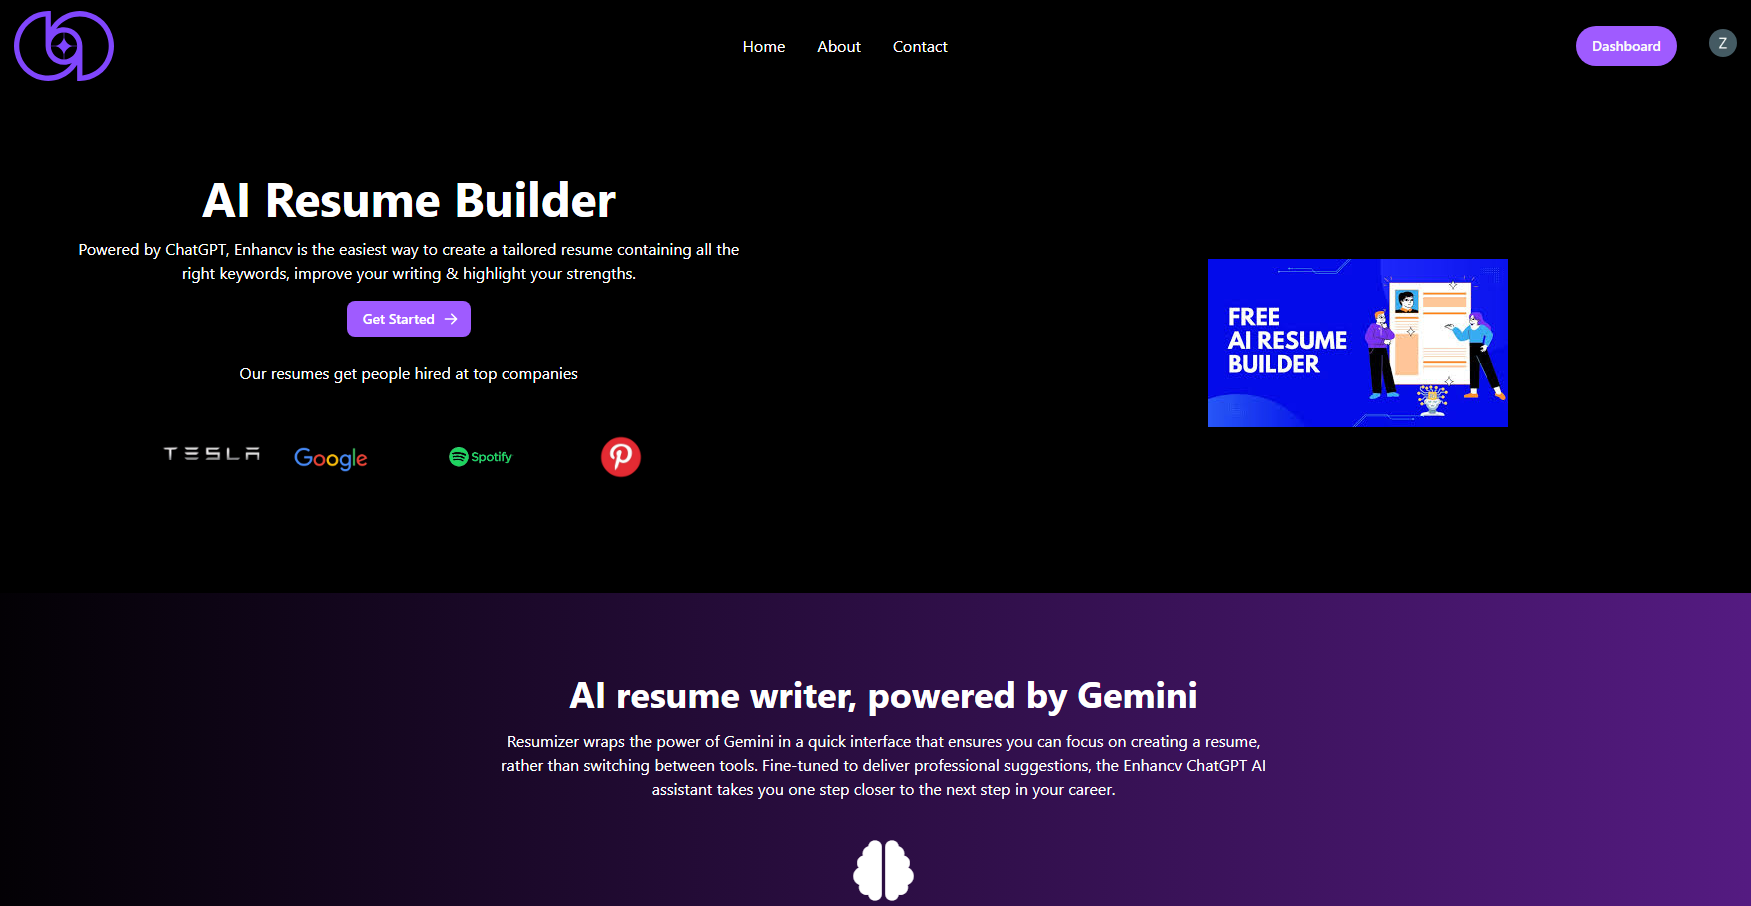 Home About Contact
Dashboard
Z
AI Resume Builder
Powered by ChatGPT, Enhancv is the easiest way to create a tailored resume containing all the
right keywords, improve your writing & highlight your strengths.
Get Started
Our resumes get people hired at top companies
TESLA Google Spotify
FREE
AI RESUME
BUILDER
AI resume writer, powered by Gemini
Resumizer wraps the power of Gemini in a quick interface that ensures you can focus on creating a resume,
rather than switching between tools. Fine-tuned to deliver professional suggestions, the Enhancv ChatGPT AI
assistant takes you one step closer to the next step in your career.